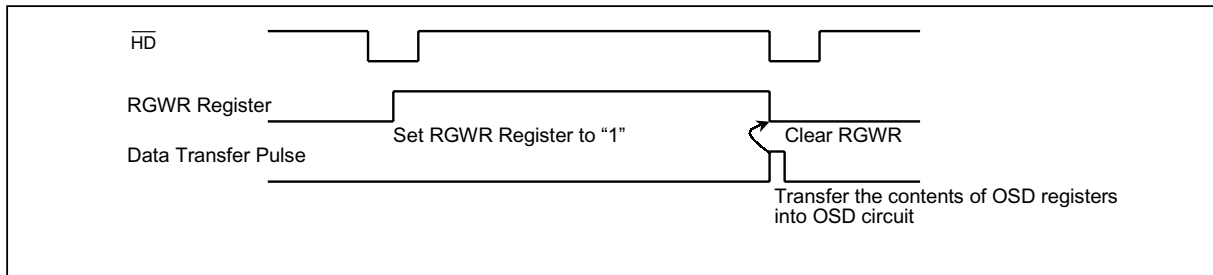 HD
RGWR Register
Set RGWR Register to “1”
Clear RGWR
Data Transfer Pulse
Transfer the contents of OSD registers
into OSD circuit